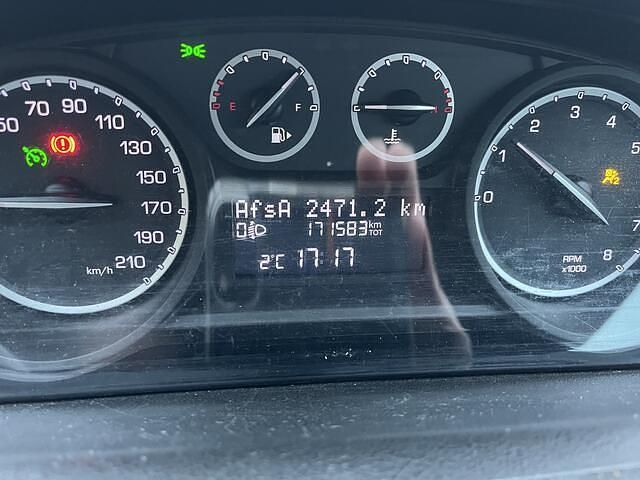 50 70 90 110 130 150 170 190 210
km/h
E F
H
0 1 2 3 4 5 7 8
RPM
x1000
AfsA 2471.2 km
171583 km TOT
2°C 17:17